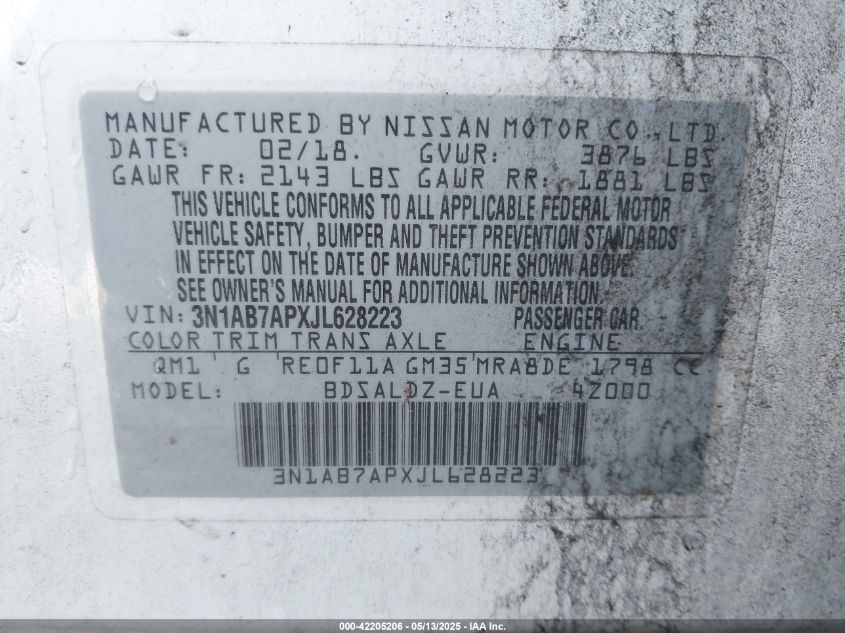 MANUFACTURED BY NISSAN MOTOR CO., LTD.
DATE: 02/18. GVWR: 3876 LBS
GAWR FR: 2143 LBS GAWR RR: 1881 LBS
THIS VEHICLE CONFORMS TO ALL APPLICABLE FEDERAL MOTOR
VEHICLE SAFETY, BUMPER AND THEFT PREVENTION STANDARDS
IN EFFECT ON THE DATE OF MANUFACTURE SHOWN ABOVE.
SEE OWNER'S MANUAL FOR ADDITIONAL INFORMATION.
VIN: 3N1AB7APXJL628223 PASSENGER CAR
COLOR TRIM TRANS AXLE ENGINE
QM1 G RE0F11A GM35 MRA8DE 1798 CC
MODEL: BDSALDZ-EUA 4Z000
3N1AB7APXJL628223
000-42205206 - 05/13/2025 - IAA Inc.